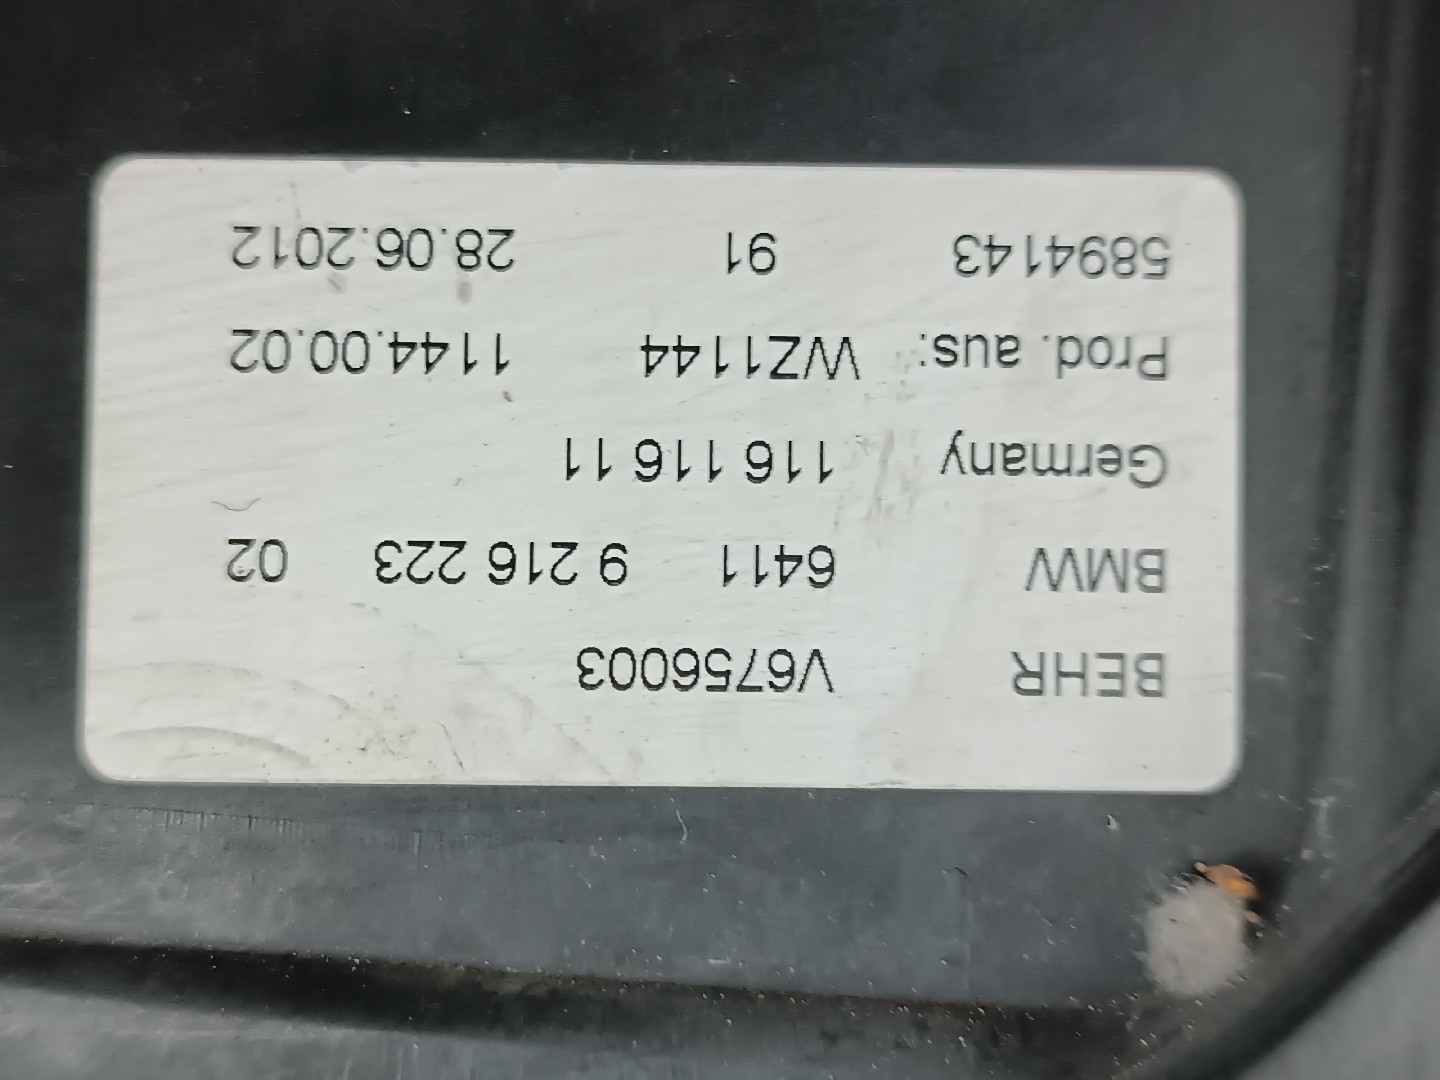 BEHR V6756003
BMW 6411 9 216 223 02
Germany 116 116 11
Prod. aus: WZ1144 1144.00.02
5894143 91 28.06.2012